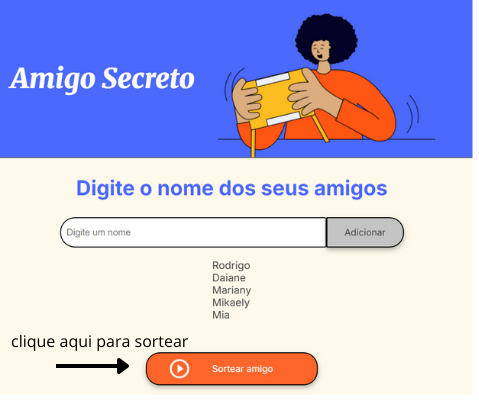 Amigo Secreto
Digite o nome dos seus amigos
Digite um nome
Adicionar
Rodrigo
Daiane
Mariany
Mikaely
Mia
clique aqui para sortear
Sortear amigo